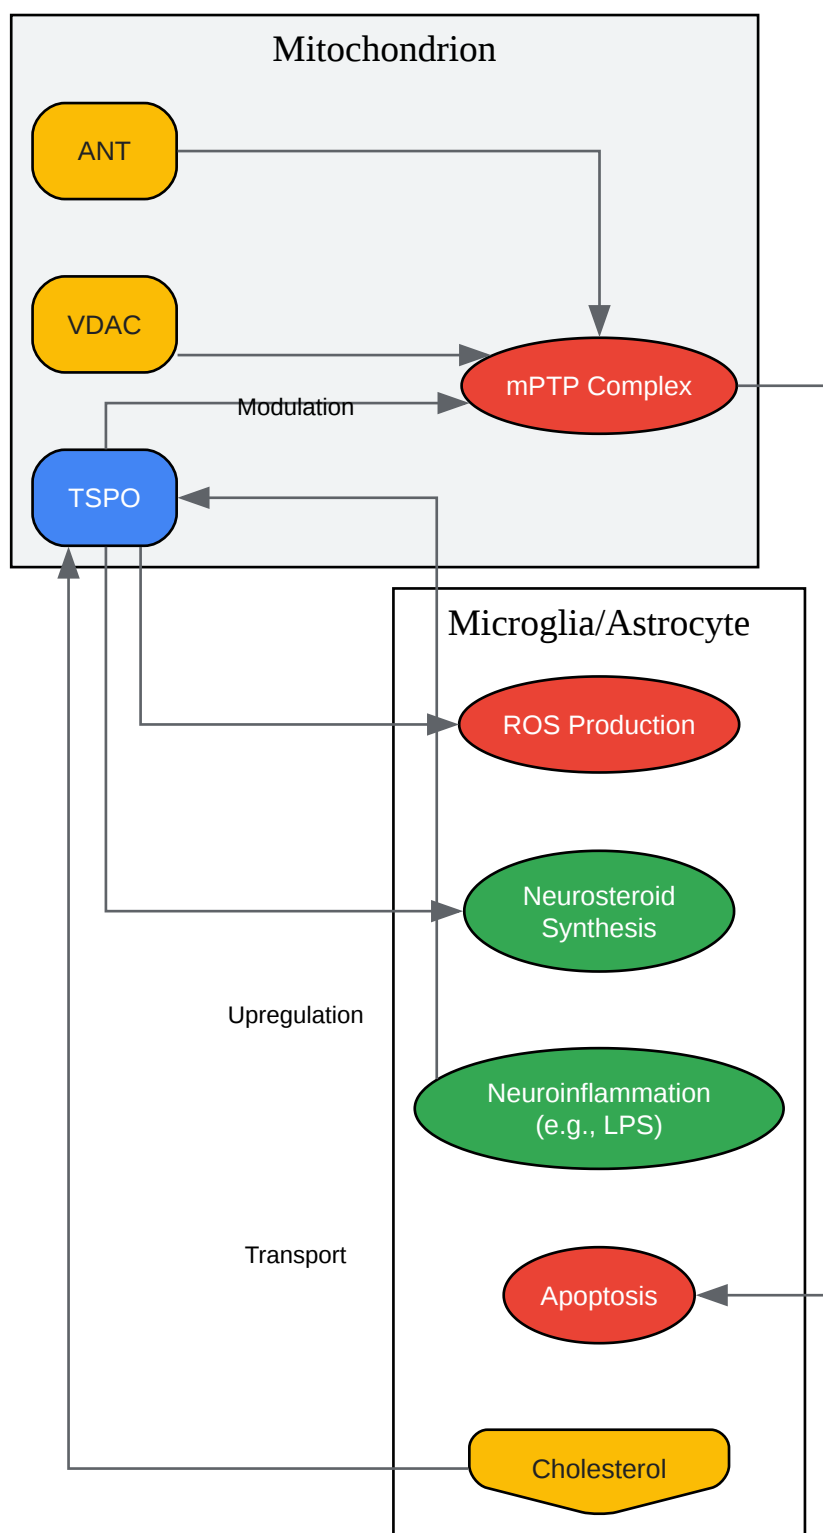 Mitochondrion
ANT
VDAC
mPTP Complex
Modulation
TSPO
Microglia/Astrocyte
ROS Production
Neurosteroid
Synthesis
Upregulation
Neuroinflammation
(e.g., LPS)
Transport
Apoptosis
Cholesterol